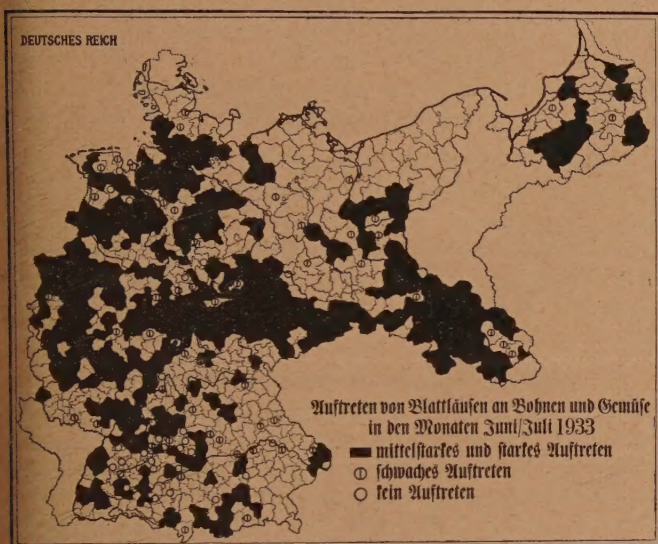 DEUTSCHES REICH
Auftreten von Blattläusen an Bohnen und Gemüse
in den Monaten Juni/Juli 1933
mittelstarkes und starkes Auftreten
schwaches Auftreten
kein Auftreten